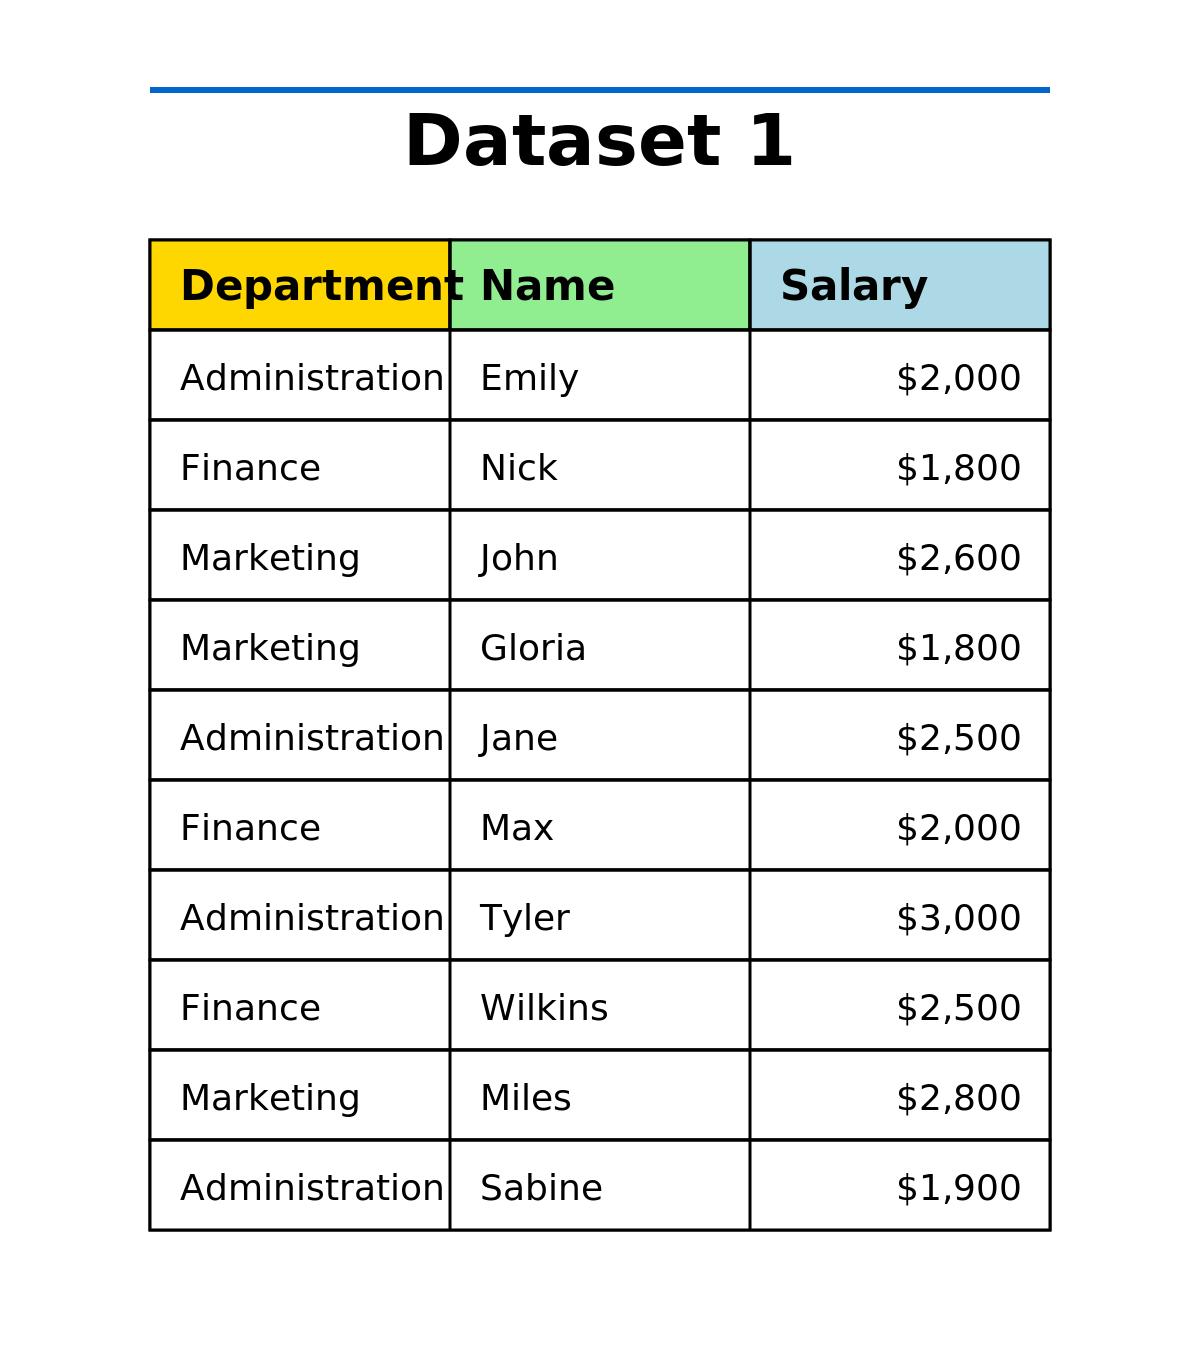 Dataset 1
Department Name Salary
Administration Emily $2,000
Finance Nick $1,800
Marketing John $2,600
Marketing Gloria $1,800
Administration Jane $2,500
Finance Max $2,000
Administration Tyler $3,000
Finance Wilkins $2,500
Marketing Miles $2,800
Administration Sabine $1,900